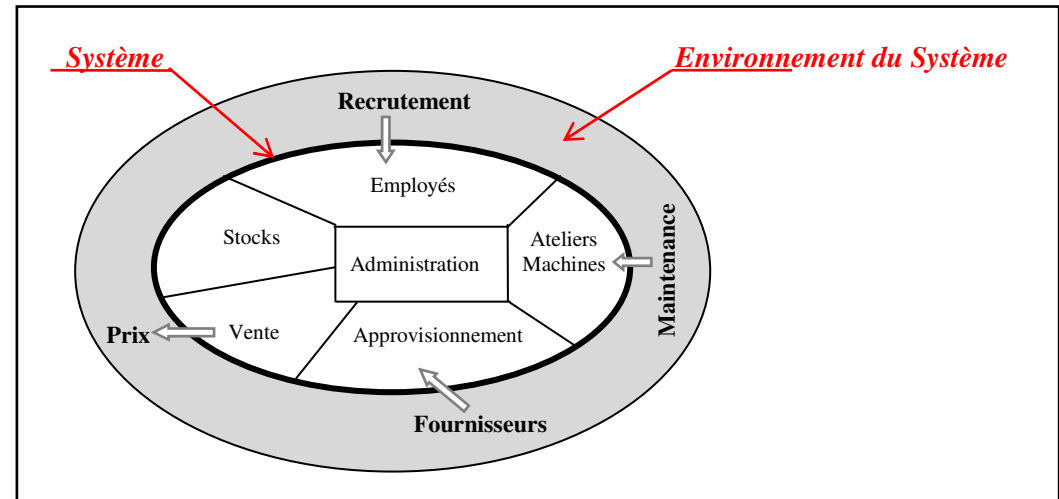 Système
Environnement du Système
Recrutement
Employés
Stocks
Ateliers
Machines
Administration
Maintenance
Prix
Vente
Approvisionnement
Fournisseurs